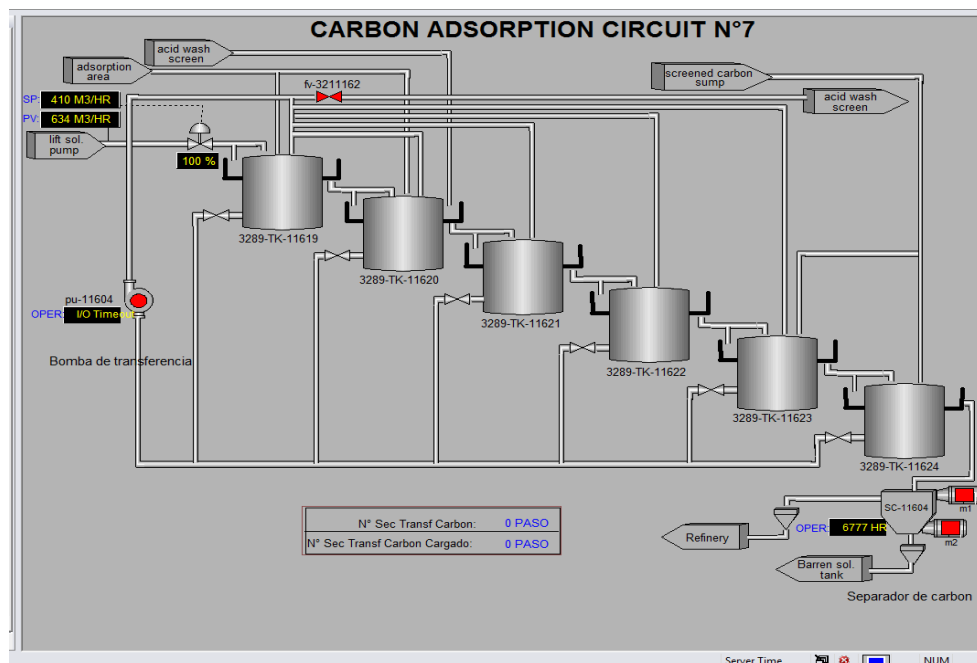 CARBON ADSORPTION CIRCUIT N°7
acid wash
screen
adsorption
area
fv-3211162
screened carbon
sump
acid wash
screen
SP: 410 M3/HR
PV: 634 M3/HR
lift sol.
pump
100 %
3289-TK-11619
3289-TK-11620
3289-TK-11621
3289-TK-11622
3289-TK-11623
3289-TK-11624
pu-11604
OPER: I/O Timeout
Bomba de transferencia
N° Sec Transf Carbon: 0 PASO
N° Sec Transf Carbon Cargado: 0 PASO
SC-11604
m1
m2
OPER: 6777 HR
Refinery
Barren sol.
tank
Separador de carbon
Server Time
NUM